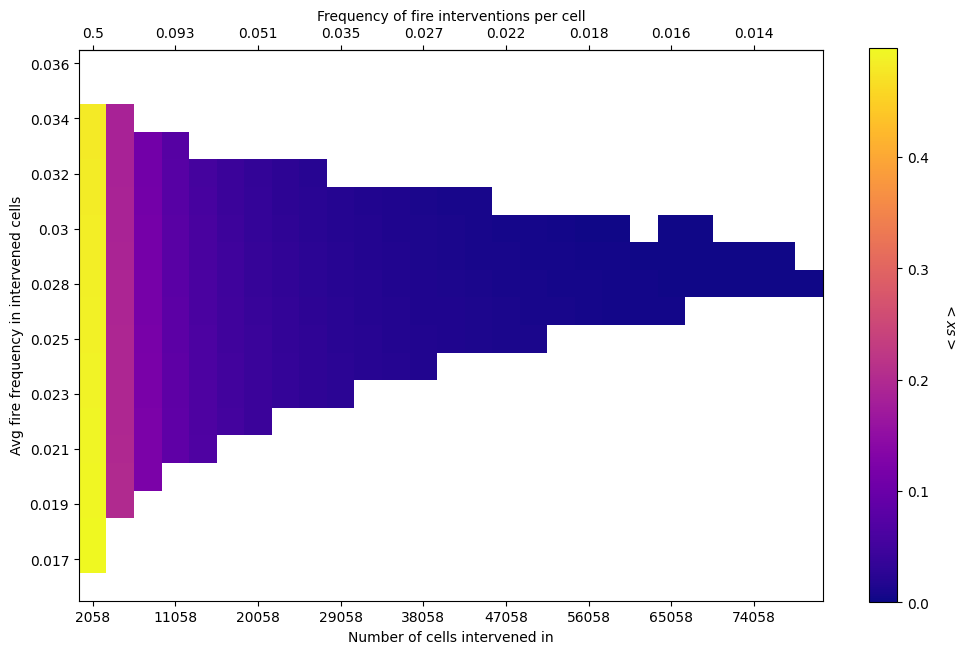 Frequency of fire interventions per cell
0.5 0.093 0.051 0.035 0.027 0.022 0.018 0.016 0.014
0.036
0.034
0.032
0.03
0.028
0.025
0.023
0.021
0.019
0.017
Avg fire frequency in intervened cells
2058 11058 20058 29058 38058 47058 56058 65058 74058
Number of cells intervened in
0.4
0.3
0.2
0.1
0.0
< sx >